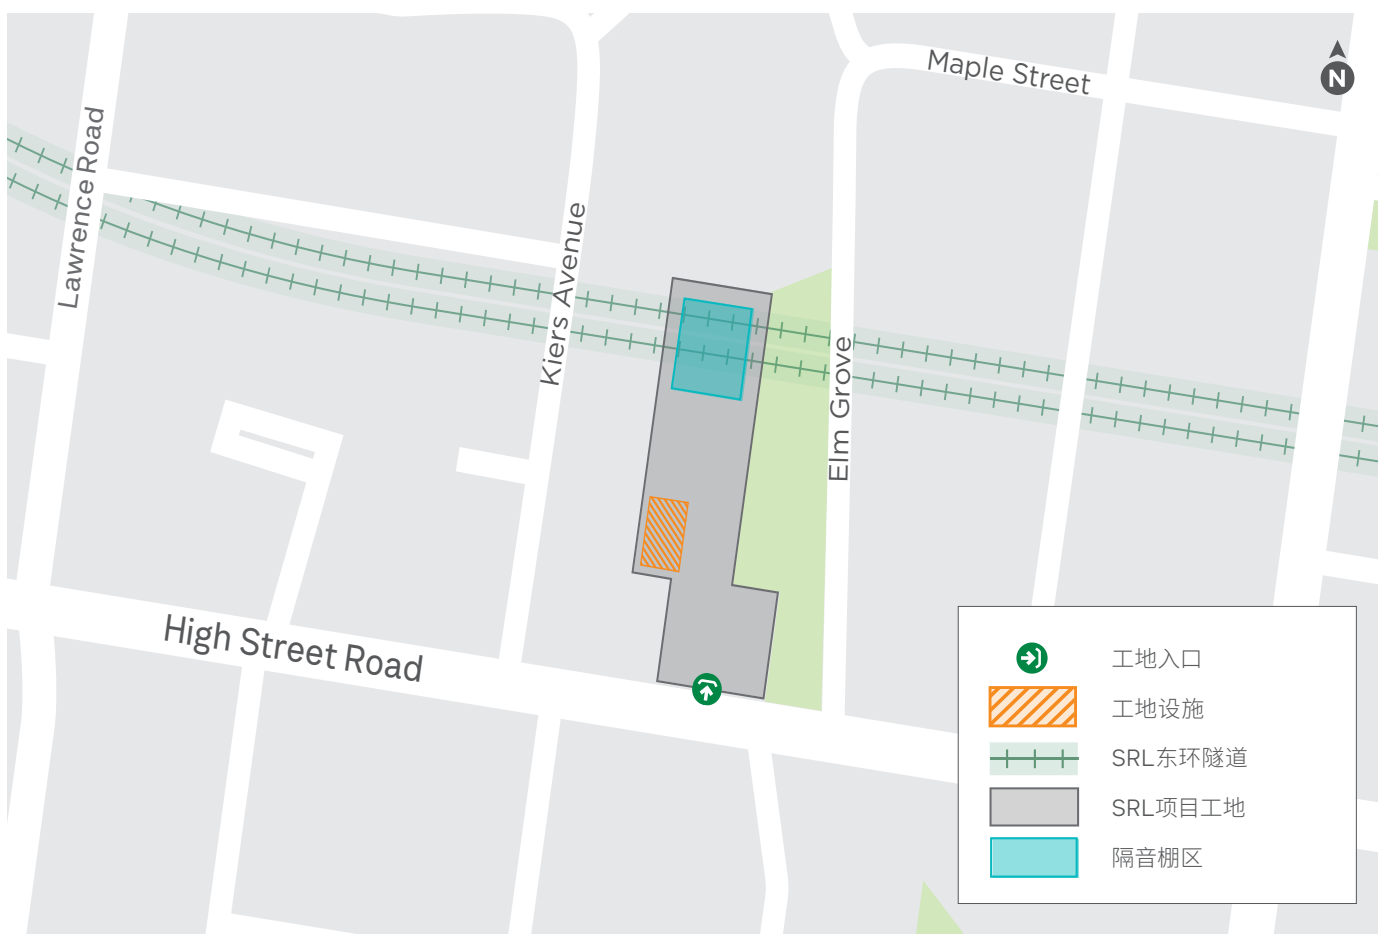 Maple Street
N
Lawrence Road
Kiers Avenue
Elm Grove
High Street Road
工地入口
工地设施
SRL东环隧道
SRL项目工地
隔音棚区